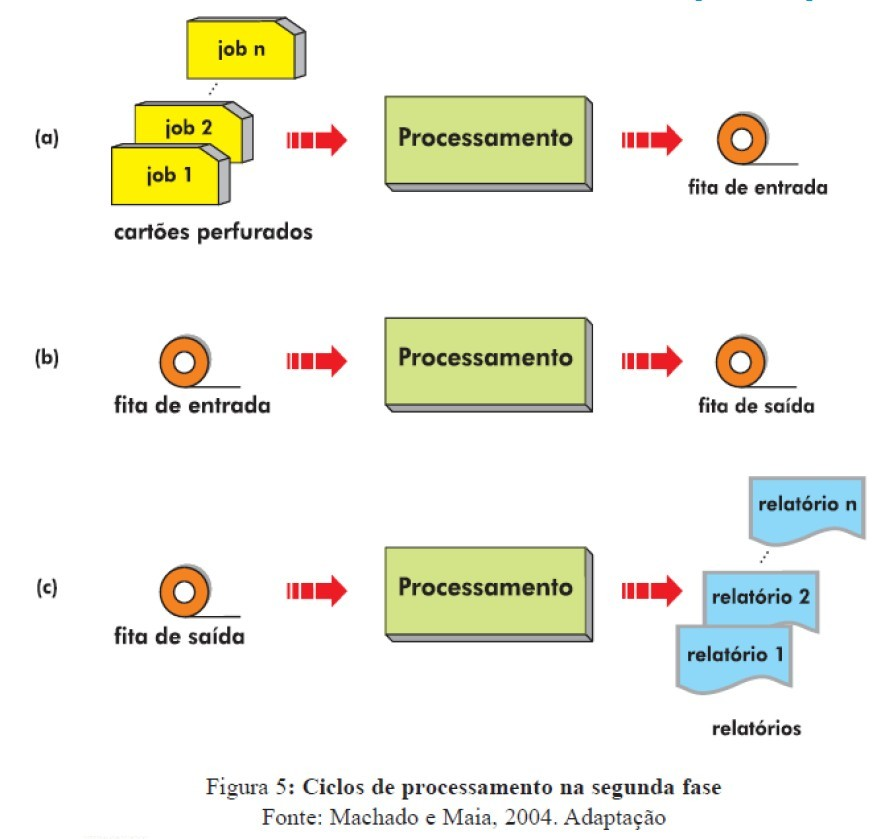 job n
job 2
job 1
cartões perfurados
(a)
Processamento
fita de entrada
(b)
fita de entrada
Processamento
fita de saída
(c)
fita de saída
Processamento
relatório n
relatório 2
relatório 1
relatórios
Figura 5: Ciclos de processamento na segunda fase
Fonte: Machado e Maia, 2004. Adaptação